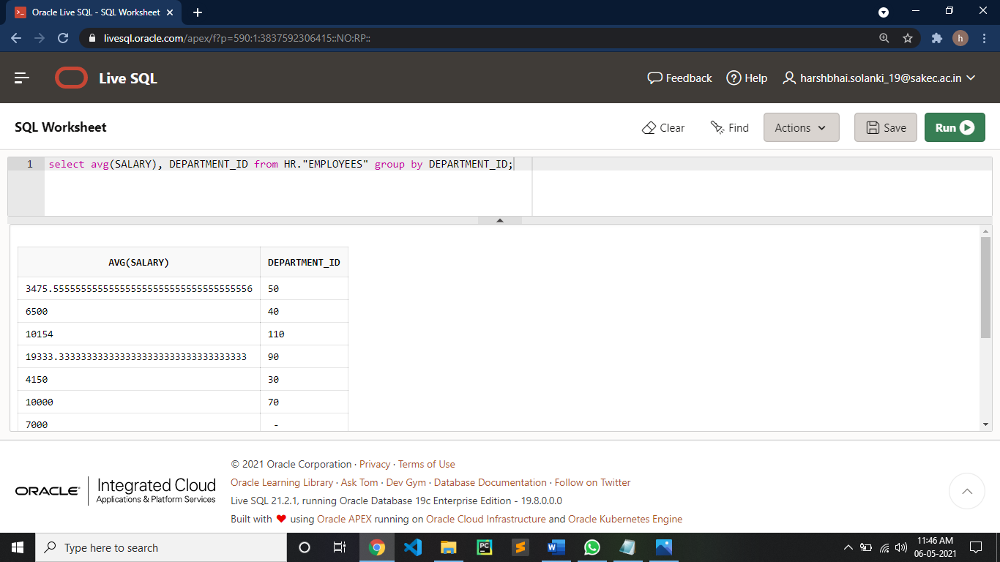 Oracle Live SQL - SQL Worksheet
livesql.oracle.com/apex/f?p=590:1:3837592306415::NO:RP::
h
Live SQL
Feedback
Help
harshbhai.solanki_19@sakec.ac.in
SQL Worksheet
Clear
Find
Actions
Save
Run
1 select avg(SALARY), DEPARTMENT_ID from HR."EMPLOYEES" group by DEPARTMENT_ID;
AVG(SALARY) DEPARTMENT_ID
3475.55555555555555555555555555555555556 50
6500 40
10154 110
19333.3333333333333333333333333333333333 90
4150 30
10000 70
7000 -
© 2021 Oracle Corporation · Privacy · Terms of Use
Oracle Learning Library · Ask Tom · Dev Gym · Database Documentation · Follow on Twitter
Live SQL 21.2.1, running Oracle Database 19c Enterprise Edition - 19.8.0.0.0
Built with ❤ using Oracle APEX running on Oracle Cloud Infrastructure and Oracle Kubernetes Engine
ORACLE
Integrated Cloud
Applications & Platform Services
Type here to search
PC
W
11:46 AM
06-05-2021